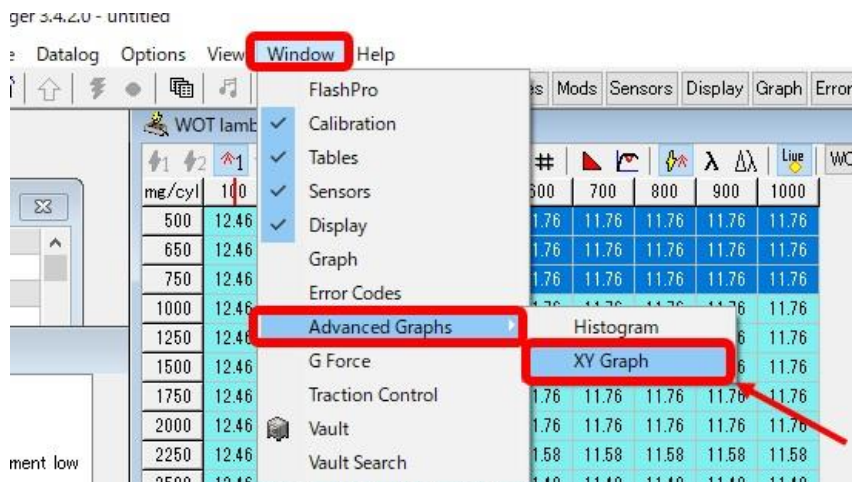 ger 3.4.2.0 - untitled
Datalog Options View Window Help
FlashPro
Mods Sensors Display Graph Error
WOT lamb
Calibration
Tables
Live
mg/cyl 100 600 700 800 900 1000
Sensors
500 12.46 1.76 11.76 11.76 11.76 11.76
Display
650 12.46 1.76 11.76 11.76 11.76 11.76
Graph
750 12.46 1.76 11.76 11.76 11.76 11.76
Error Codes
1000 12.46 11.76
Advanced Graphs
Histogram
1250 12.46 6 11.76
G Force
XY Graph
1500 12.46 6 11.76
Traction Control
1750 12.46 1.76 11.76 11.76 11.76 11.76
Vault
2000 12.46 1.76 11.76 11.76 11.76 11.76
2250 12.46 1.58 11.58 11.58 11.58 11.58
Vault Search
ment low